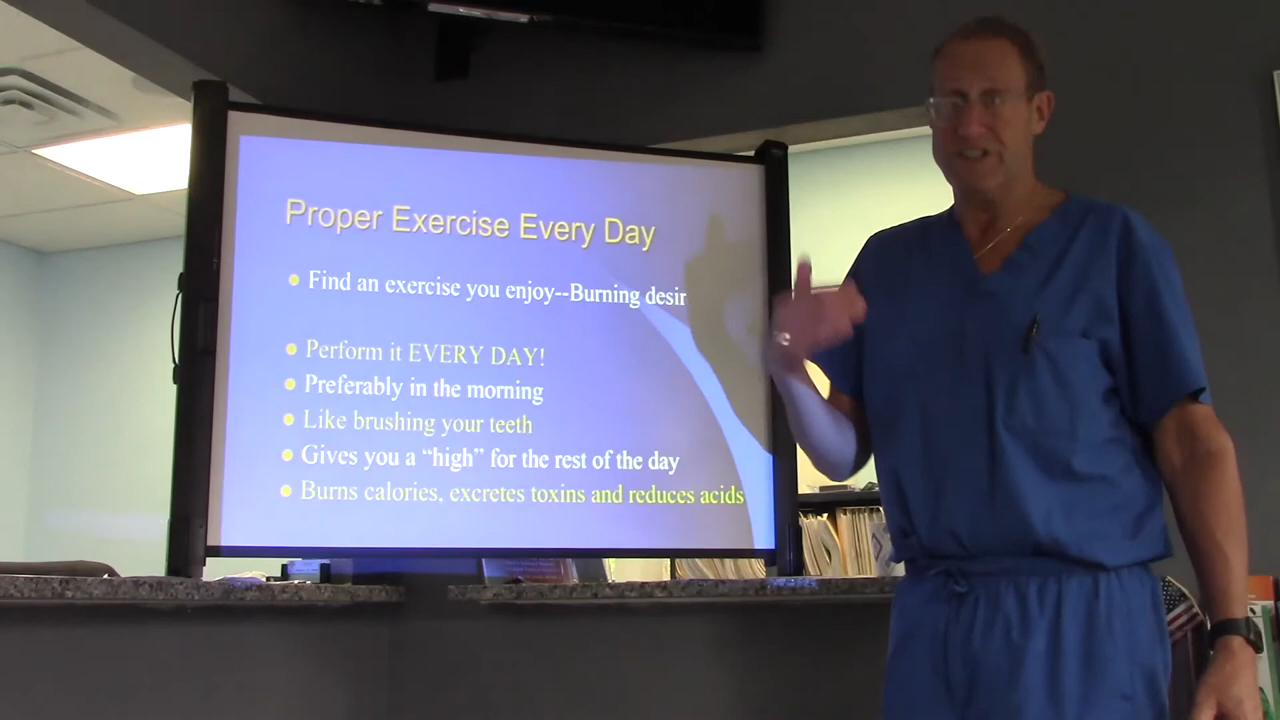 Proper Exercise Every Day
Find an exercise you enjoy--Burning desir
Perform it EVERY DAY!
Preferably in the morning
Like brushing your teeth
Gives you a “high” for the rest of the day
Burns calories, excretes toxins and reduces acids